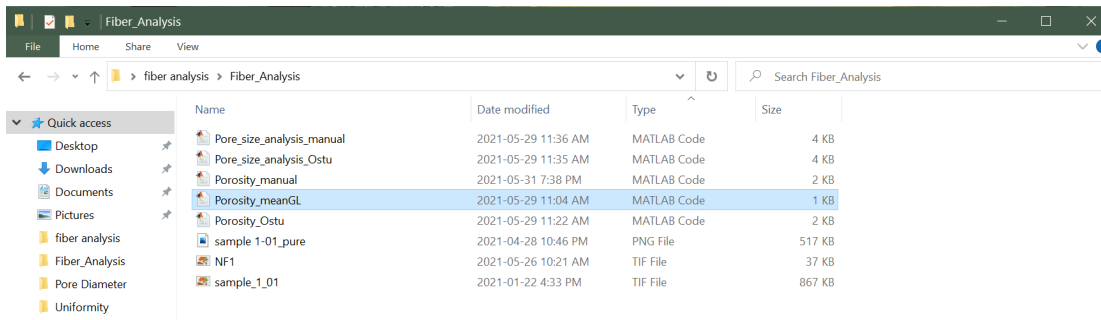 Fiber_Analysis
File Home Share View
fiber analysis > Fiber_Analysis
Search Fiber_Analysis
Name Date modified Type Size
Quick access
Desktop
Downloads
Documents
Pictures
fiber analysis
Fiber_Analysis
Pore Diameter
Uniformity
Pore_size_analysis_manual 2021-05-29 11:36 AM MATLAB Code 4 KB
Pore_size_analysis_Ostu 2021-05-29 11:35 AM MATLAB Code 4 KB
Porosity_manual 2021-05-31 7:38 PM MATLAB Code 2 KB
Porosity_meanGL 2021-05-29 11:04 AM MATLAB Code 1 KB
Porosity_Ostu 2021-05-29 11:22 AM MATLAB Code 2 KB
sample 1-01_pure 2021-04-28 10:46 PM PNG File 517 KB
NF1 2021-05-26 10:21 AM TIF File 37 KB
sample_1_01 2021-01-22 4:33 PM TIF File 867 KB